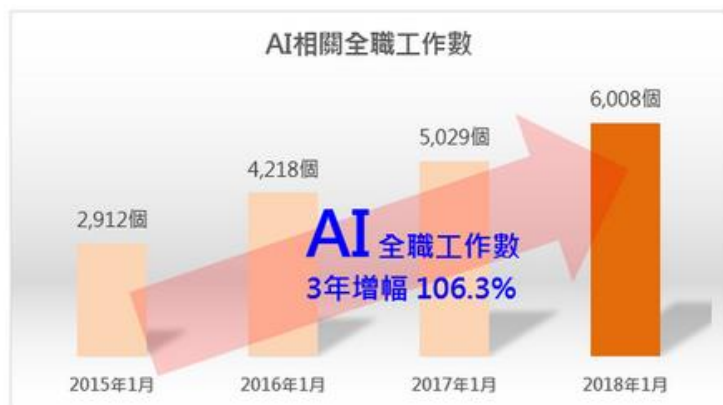 AI相關全職工作數
6,008個
5,029個
4,218個
2,912個
AI 全職工作數
3年增幅 106.3%
2015年1月 2016年1月 2017年1月 2018年1月